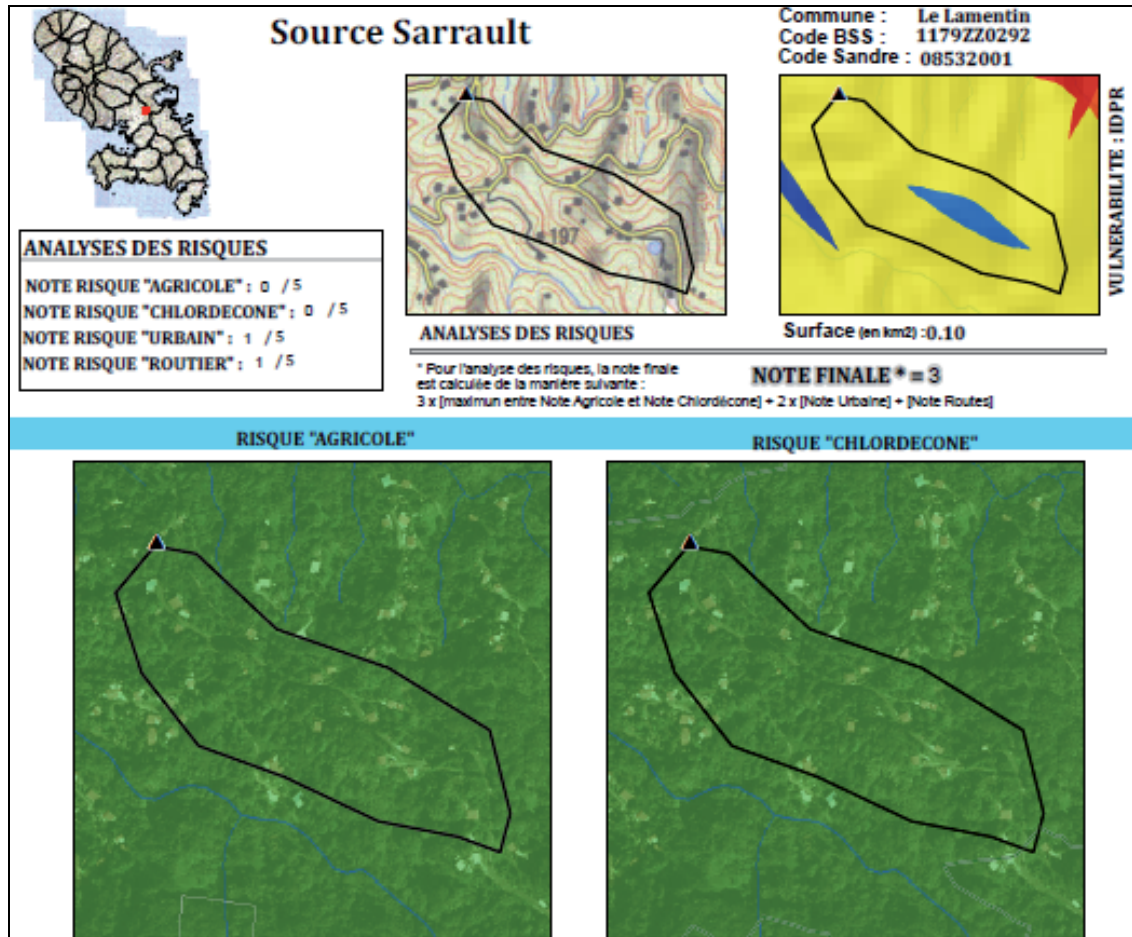 Source Sarrault
Commune : Le Lamentin
Code BSS : 1179ZZ0292
Code Sandre : 08532001
197
VULNERABILITE : IDPR
ANALYSES DES RISQUES
NOTE RISQUE "AGRICOLE" : 0 /5
NOTE RISQUE "CHLORDECONE" : 0 /5
NOTE RISQUE "URBAIN" : 1 /5
NOTE RISQUE "ROUTIER" : 1 /5
ANALYSES DES RISQUES
Surface (en km2) :0.10
* Pour l'analyse des risques, la note finale
est calculée de la manière suivante :
3 x [maximun entre Note Agricole et Note Chlordécone] + 2 x [Note Urbaine] + [Note Routes]
NOTE FINALE* = 3
RISQUE "AGRICOLE"
RISQUE "CHLORDECONE"